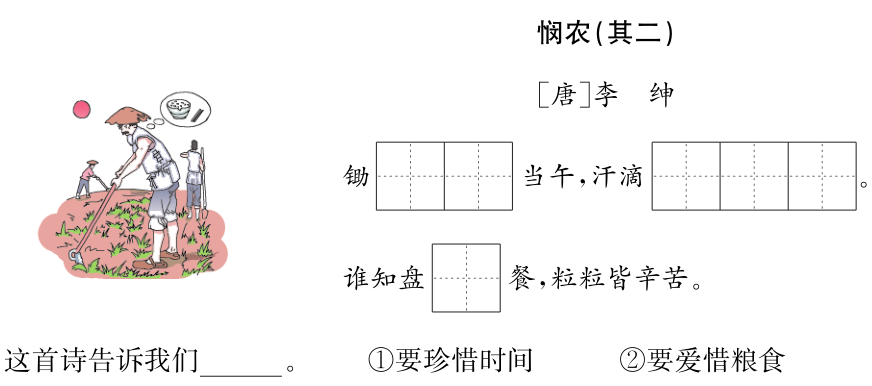 悯农(其二)
[唐]李 绅
锄 当午,汗滴 。
谁知盘 餐,粒粒皆辛苦。
这首诗告诉我们______。 ①要珍惜时间 ②要爱惜粮食